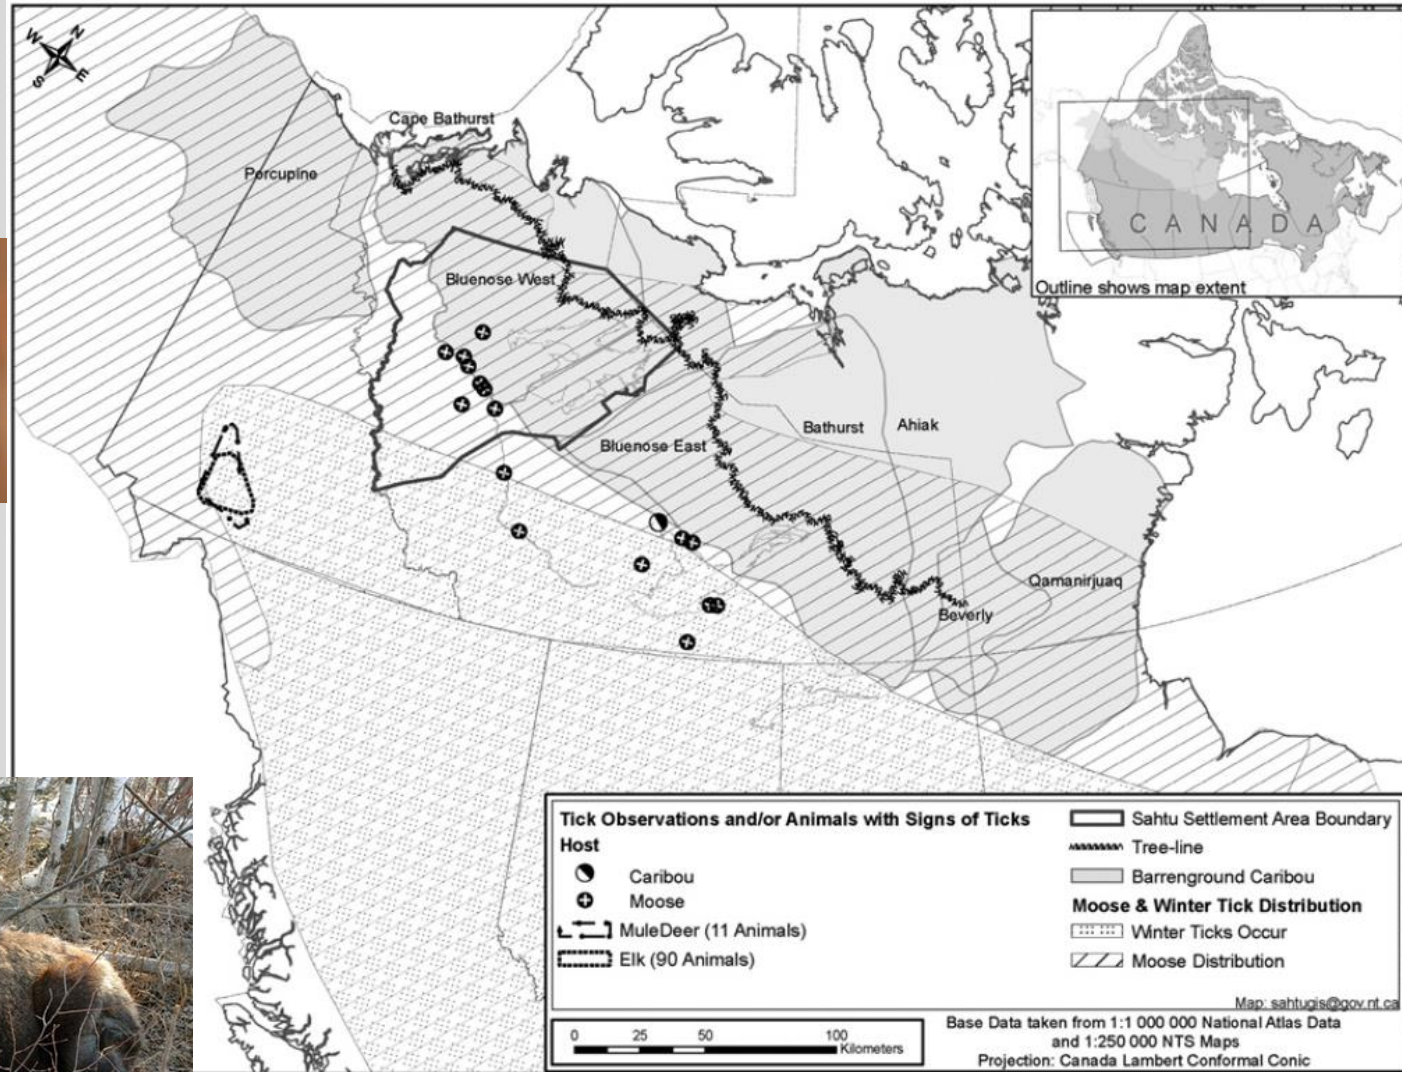 N
W
E
S
Cape Bathurst
Porcupine
CANADA
Outline shows map extent
Bluenose West
Bathurst
Ahiak
Bluenose East
Qamanirjuaq
Beverly
Tick Observations and/or Animals with Signs of Ticks
Host
Caribou
Moose
MuleDeer (11 Animals)
Elk (90 Animals)
Sahtu Settlement Area Boundary
Tree-line
Barrenground Caribou
Moose & Winter Tick Distribution
Winter Ticks Occur
Moose Distribution
Map: sahtugis@gov.nt.ca
0 25 50 100
Kilometers
Base Data taken from 1:1 000 000 National Atlas Data
and 1:250 000 NTS Maps
Projection: Canada Lambert Conformal Conic